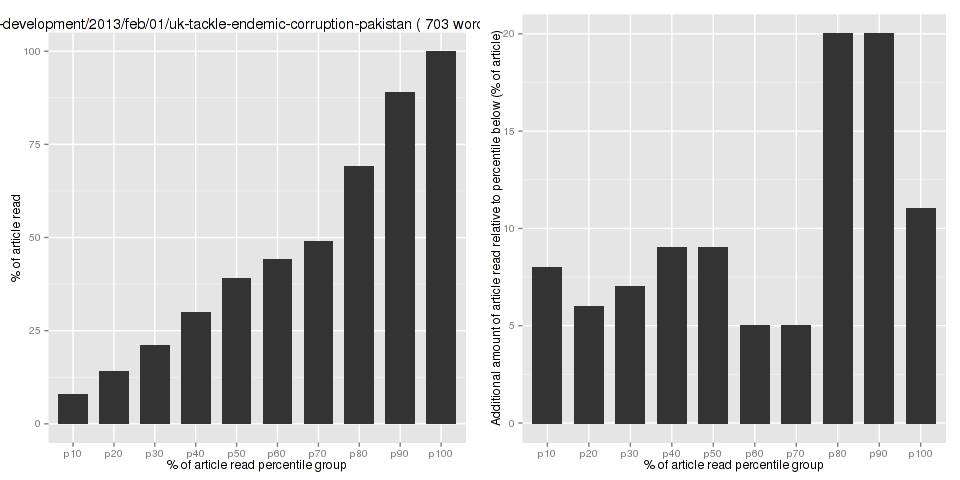 -development/2013/feb/01/uk-tackle-endemic-corruption-pakistan ( 703 word
% of article read
100
75
50
25
0
p10 p20 p30 p40 p50 p60 p70 p80 p90 p100
% of article read percentile group
Additional amount of article read relative to percentile below (% of article)
20
15
10
5
0
p10 p20 p30 p40 p50 p60 p70 p80 p90 p100
% of article read percentile group